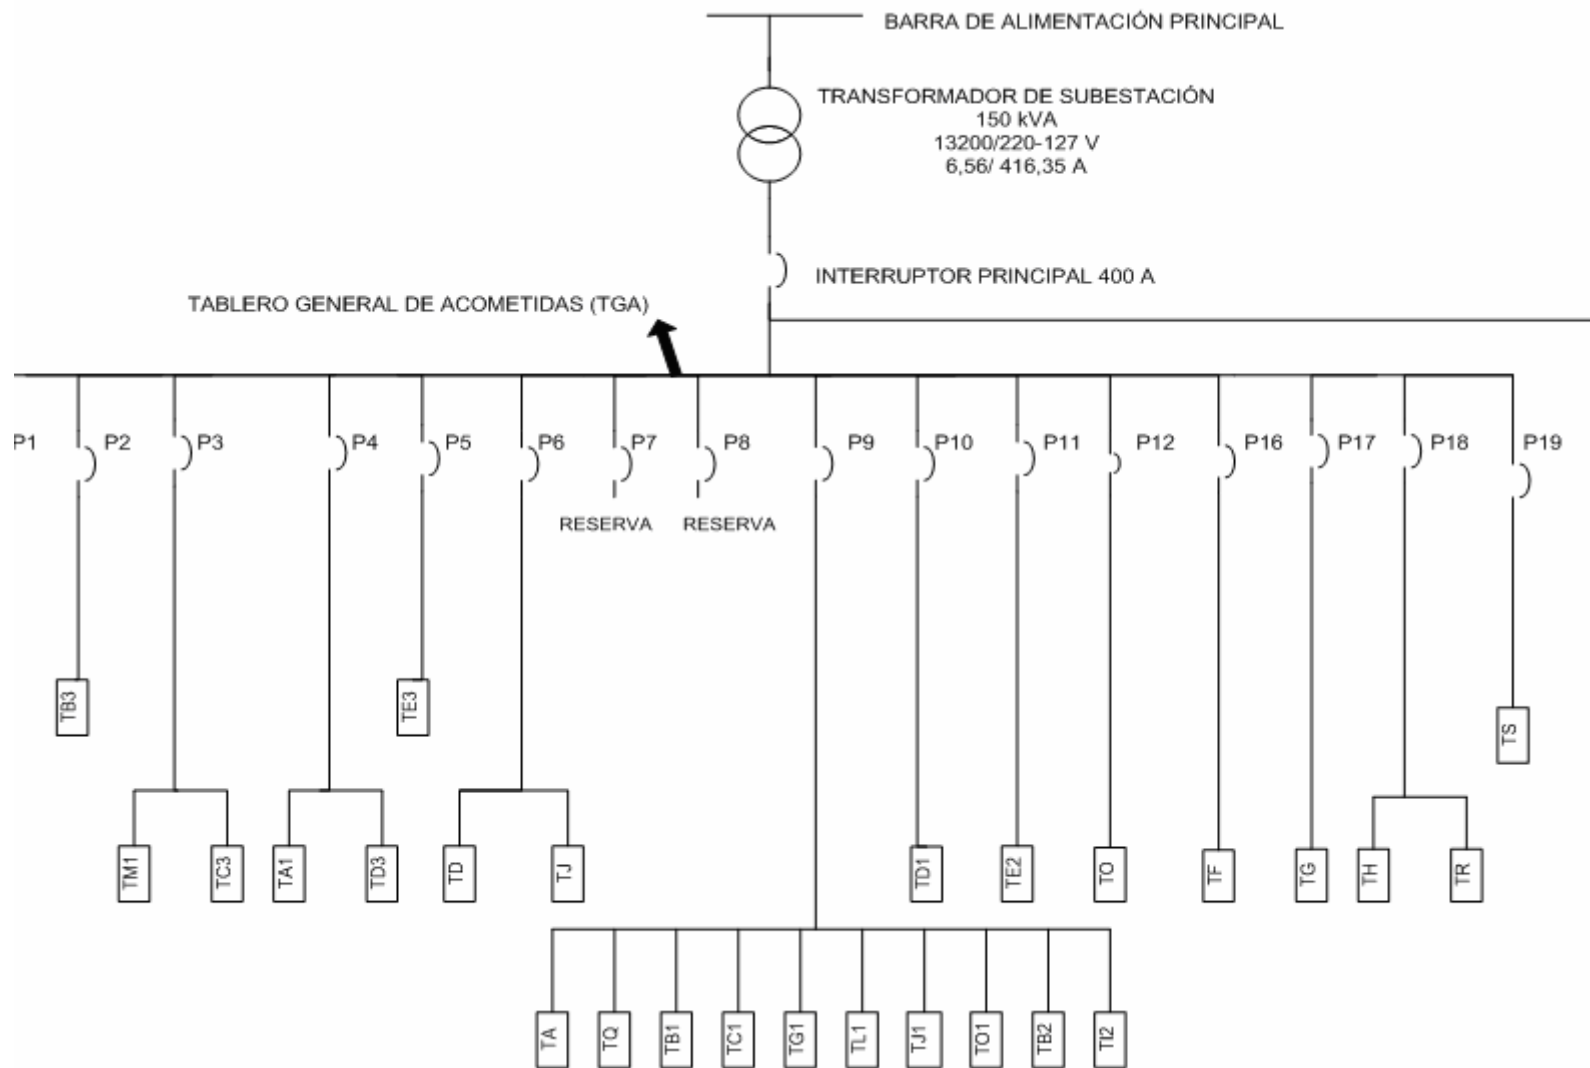 BARRA DE ALIMENTACIÓN PRINCIPAL
TRANSFORMADOR DE SUBESTACIÓN
150 kVA
13200/220-127 V
6,56/ 416,35 A
INTERRUPTOR PRINCIPAL 400 A
TABLERO GENERAL DE ACOMETIDAS (TGA)
P1 P2 P3 P4 P5 P6 P7 P8 P9 P10 P11 P12 P16 P17 P18 P19
RESERVA RESERVA
TB3 TE3 TS
TM1 TC3 TA1 TD3 TD TJ TD1 TE2 TO TF TG TH TR
TA TQ TB1 TC1 TG1 TL1 TJ1 TO1 TB2 TI2